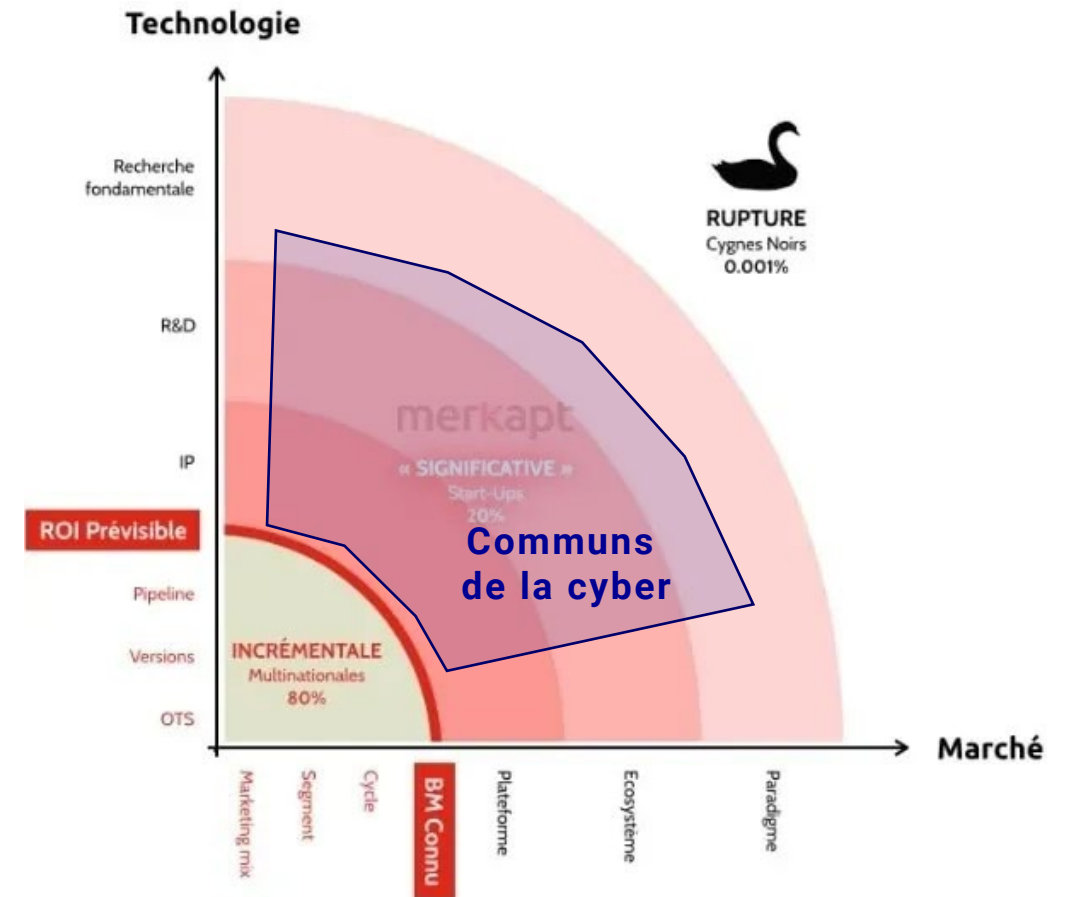 Technologie
Recherche
fondamentale
RUPTURE
Cygnes Noirs
0.001%
R&D
merkapt
« SIGNIFICATIVE »
Start-Ups
20%
IP
ROI Prévisible
Communs
de la cyber
Pipeline
Versions
OTS
INCRÉMENTALE
Multinationales
80%
Marché
Marketing mix
Segment
Cycle
BM Connu
Plateforme
Ecosystème
Paradigme